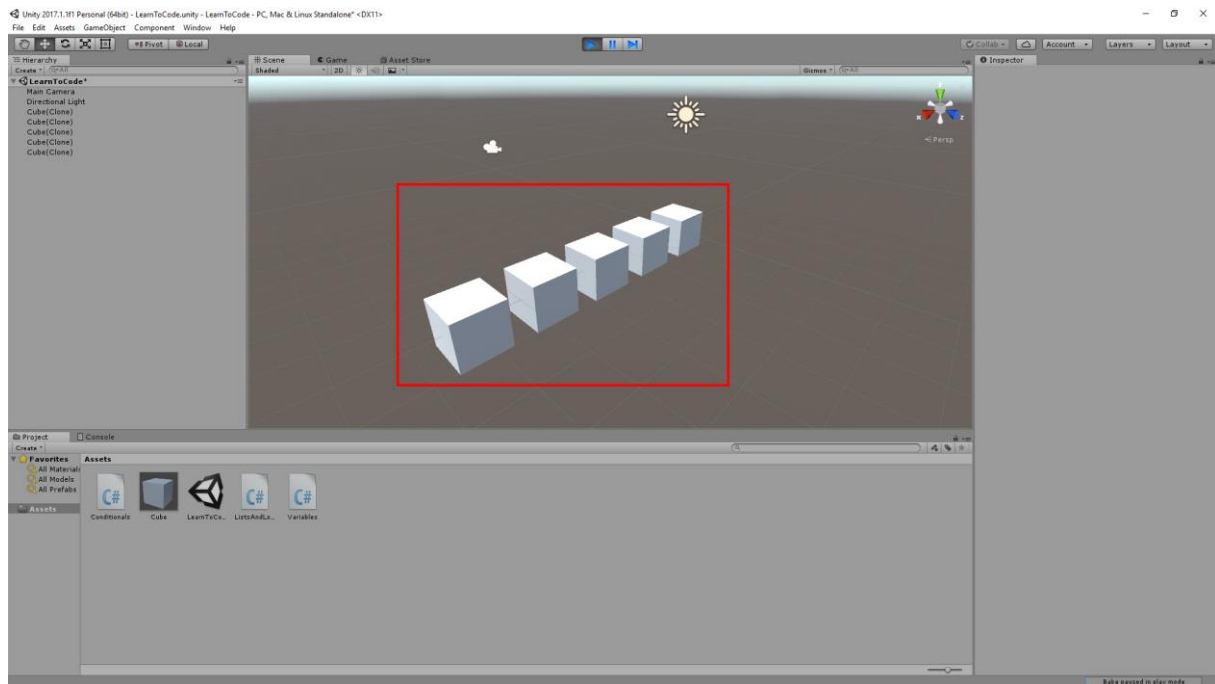 Unity 2017.1.1f1 Personal (64bit) - LearnToCode.unity - LearnToCode - PC, Mac & Linux Standalone* <DX11>
File Edit Assets GameObject Component Window Help
Pivot Local Collab Account Layers Layout
Hierarchy Scene Game Asset Store Inspector
Create All Shaded 2D Gizmos All
LearnToCode*
Main Camera
Directional Light
Cube(Clone)
Cube(Clone)
Cube(Clone)
Cube(Clone)
Cube(Clone)
y
x z
Persp
Project Console
Create
Favorites Assets
All Materials
All Models
All Prefabs
Assets
C# C# C#
Conditionals Cube LearnToCo... ListsAndLo... Variables
Bake paused in play mode